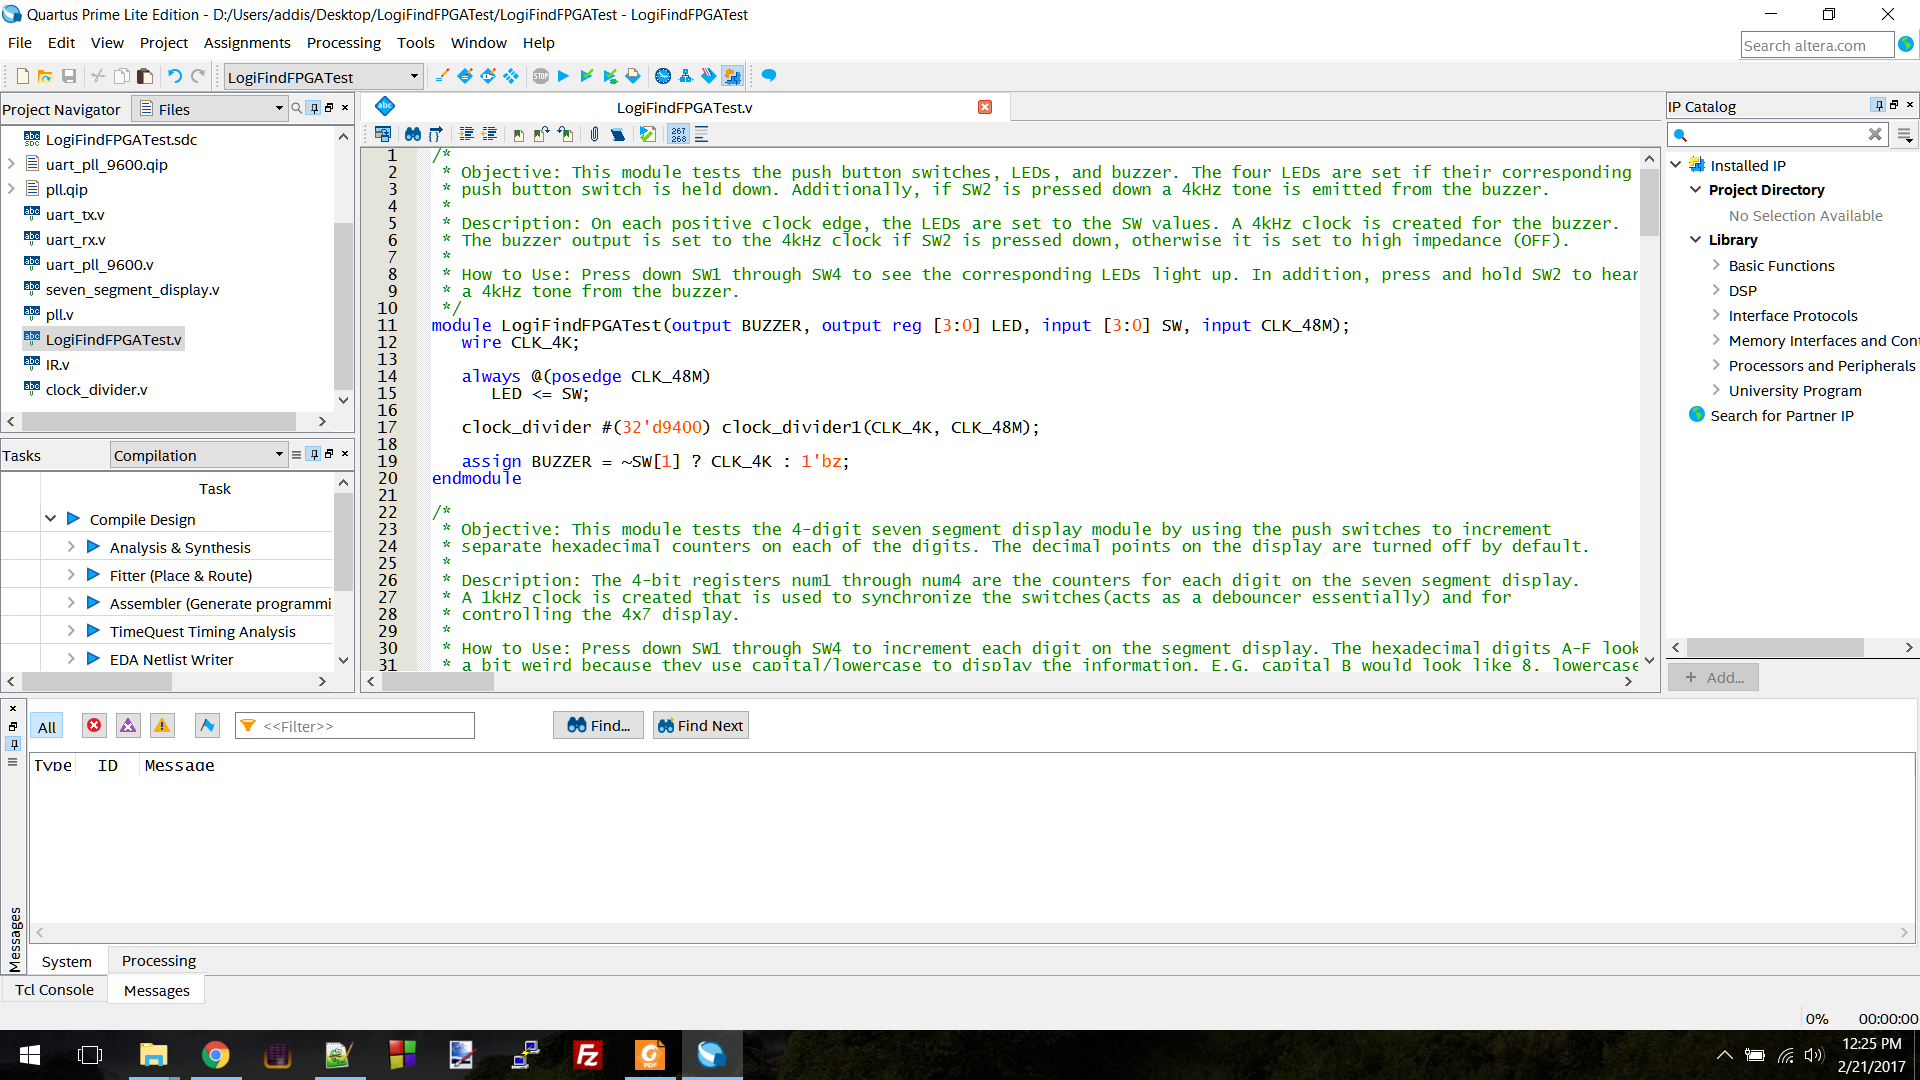 Quartus Prime Lite Edition - D:/Users/addis/Desktop/LogiFindFPGATest/LogiFindFPGATest - LogiFindFPGATest
File Edit View Project Assignments Processing Tools Window Help
Search altera.com
LogiFindFPGATest
Project Navigator
Files
LogiFindFPGATest.sdc
uart_pll_9600.qip
pll.qip
uart_tx.v
uart_rx.v
uart_pll_9600.v
seven_segment_display.v
pll.v
LogiFindFPGATest.v
IR.v
clock_divider.v
Tasks
Compilation
Task
Compile Design
Analysis & Synthesis
Fitter (Place & Route)
Assembler (Generate programmi
TimeQuest Timing Analysis
EDA Netlist Writer
LogiFindFPGATest.v
1 /*
2 * Objective: This module tests the push button switches, LEDs, and buzzer. The four LEDs are set if their corresponding
3 * push button switch is held down. Additionally, if SW2 is pressed down a 4kHz tone is emitted from the buzzer.
4 *
5 * Description: On each positive clock edge, the LEDs are set to the SW values. A 4kHz clock is created for the buzzer.
6 * The buzzer output is set to the 4kHz clock if SW2 is pressed down, otherwise it is set to high impedance (OFF).
7 *
8 * How to Use: Press down SW1 through SW4 to see the corresponding LEDs light up. In addition, press and hold SW2 to hear
9 * a 4kHz tone from the buzzer.
10 */
11 module LogiFindFPGATest(output BUZZER, output reg [3:0] LED, input [3:0] SW, input CLK_48M);
12 wire CLK_4K;
13
14 always @(posedge CLK_48M)
15 LED <= SW;
16
17 clock_divider #(32'd9400) clock_divider1(CLK_4K, CLK_48M);
18
19 assign BUZZER = ~SW[1] ? CLK_4K : 1'bz;
20 endmodule
21
22 /*
23 * Objective: This module tests the 4-digit seven segment display module by using the push switches to increment
24 * separate hexadecimal counters on each of the digits. The decimal points on the display are turned off by default.
25 *
26 * Description: The 4-bit registers num1 through num4 are the counters for each digit on the seven segment display.
27 * A 1kHz clock is created that is used to synchronize the switches(acts as a debouncer essentially) and for
28 * controlling the 4x7 display.
29 *
30 * How to Use: Press down SW1 through SW4 to increment each digit on the segment display. The hexadecimal digits A-F look
31 * a bit weird because they use capital/lowercase to display the information. E.G. capital B would look like 8. lowercase
IP Catalog
Installed IP
Project Directory
No Selection Available
Library
Basic Functions
DSP
Interface Protocols
Memory Interfaces and Cont
Processors and Peripherals
University Program
Search for Partner IP
+ Add...
All
<<Filter>>
Find...
Find Next
Type ID Message
Messages
System Processing
Tcl Console Messages
0% 00:00:00
12:25 PM
2/21/2017